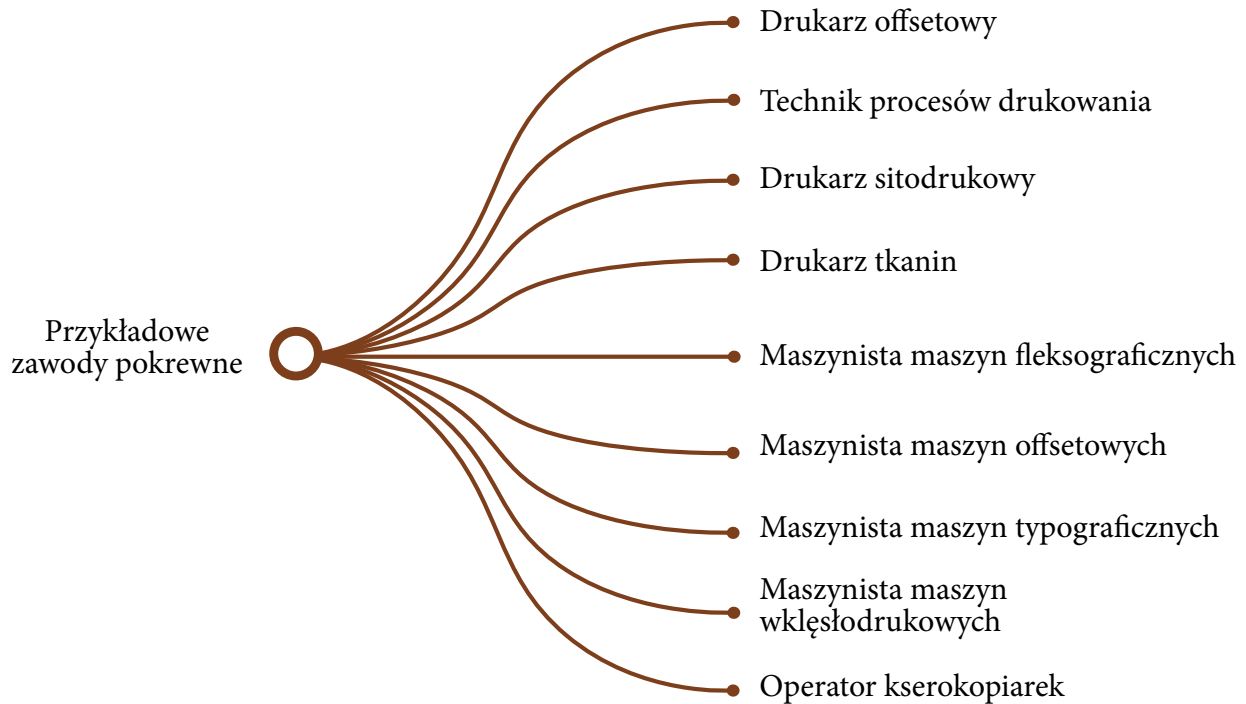 Przykładowe
zawody pokrewne
Drukarz offsetowy
Technik procesów drukowania
Drukarz sitodrukowy
Drukarz tkanin
Maszynista maszyn fleksograficznych
Maszynista maszyn offsetowych
Maszynista maszyn typograficznych
Maszynista maszyn
wklęsłodrukowych
Operator kserokopiarek